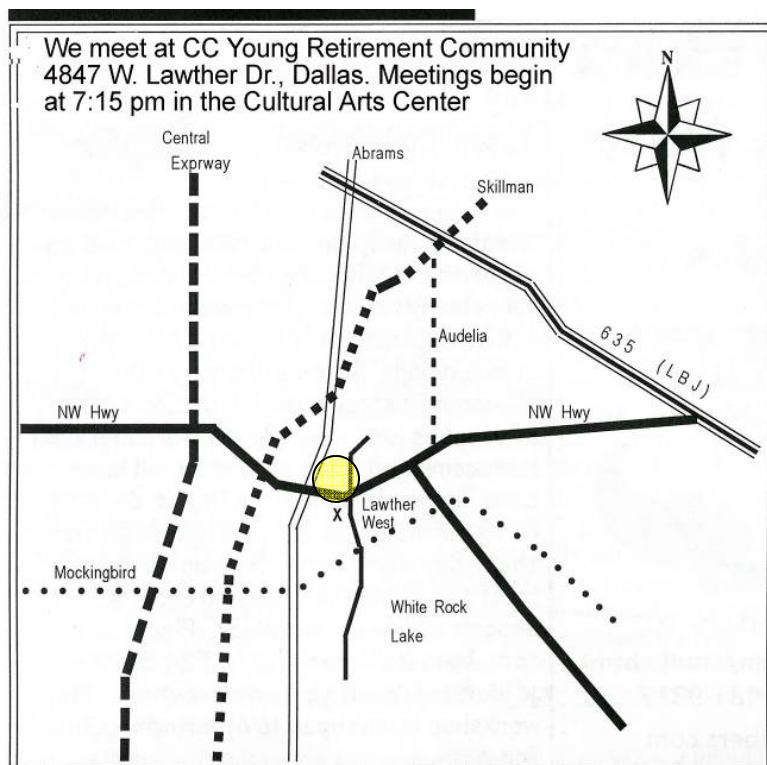 We meet at CC Young Retirement Community
4847 W. Lawther Dr., Dallas. Meetings begin
at 7:15 pm in the Cultural Arts Center
N
Central
Exprway
Abrams
Skillman
Audelia
635 (LBJ)
NW Hwy
NW Hwy
X
Lawther
West
Mockingbird
White Rock
Lake